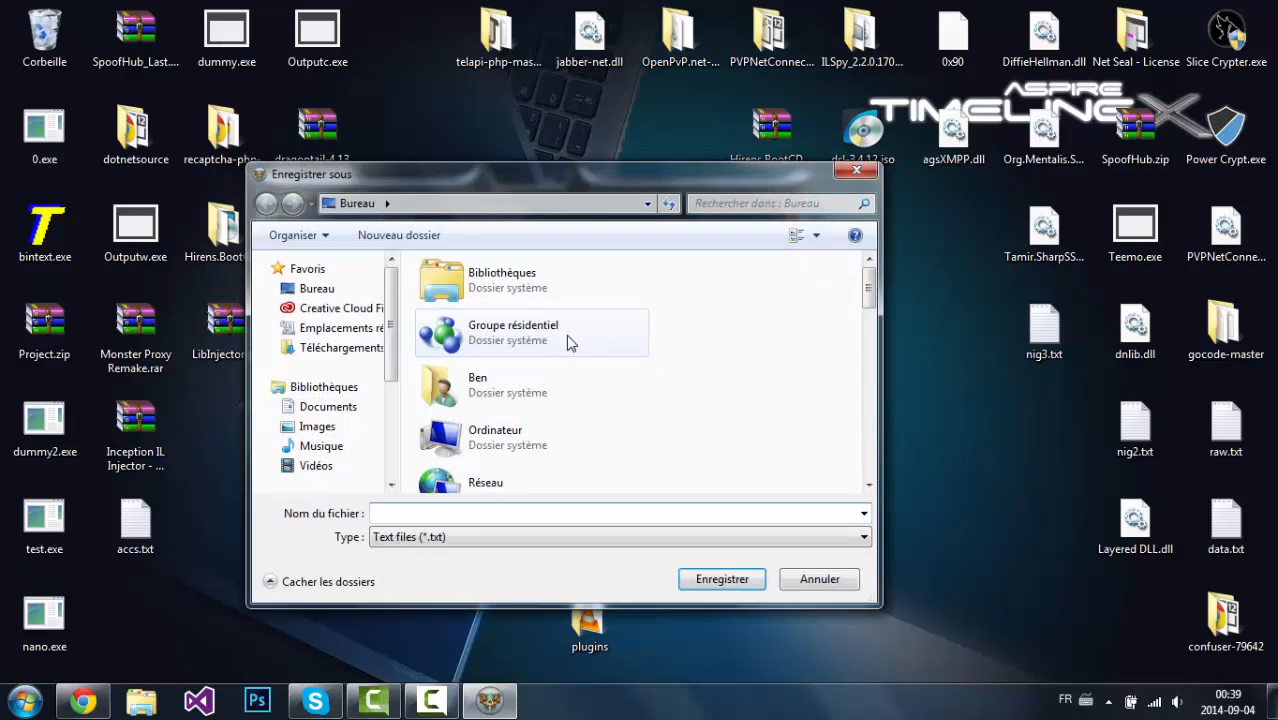 Corbeille
SpoofHub_Last....
dummy.exe
Outputc.exe
telapi-php-mas...
jabber-net.dll
OpenPvP.net-...
PVPNetConnec...
ILSpy_2.2.0.170...
0x90
DiffieHellman.dll
Net Seal - License
Slice Crypter.exe
ASPIRE
TIMELINEX
0.exe
dotnetsource
recaptcha-php-
dragontail-4.13
Hirens.BootCD
dsl-3.4.12.iso
agsXMPP.dll
Org.Mentalis.S...
SpoofHub.zip
Power Crypt.exe
Enregistrer sous
Bureau
Rechercher dans : Bureau
Organiser
Nouveau dossier
bintext.exe
Outputw.exe
Hirens.Boot
Tamir.SharpSS...
Teemo.exe
PVPNetConne...
Favoris
Bureau
Creative Cloud Fi
Emplacements ré
Téléchargements
Bibliothèques
Documents
Images
Musique
Vidéos
Bibliothèques
Dossier système
Groupe résidentiel
Dossier système
Ben
Dossier système
Ordinateur
Dossier système
Réseau
Project.zip
Monster Proxy
Remake.rar
LibInjector
nig3.txt
dnlib.dll
gocode-master
dummy2.exe
Inception IL
Injector - ...
nig2.txt
raw.txt
Nom du fichier :
Type :
Text files (*.txt)
test.exe
accs.txt
Layered DLL.dll
data.txt
Cacher les dossiers
Enregistrer
Annuler
nano.exe
plugins
confuser-79642
FR
00:39
2014-09-04